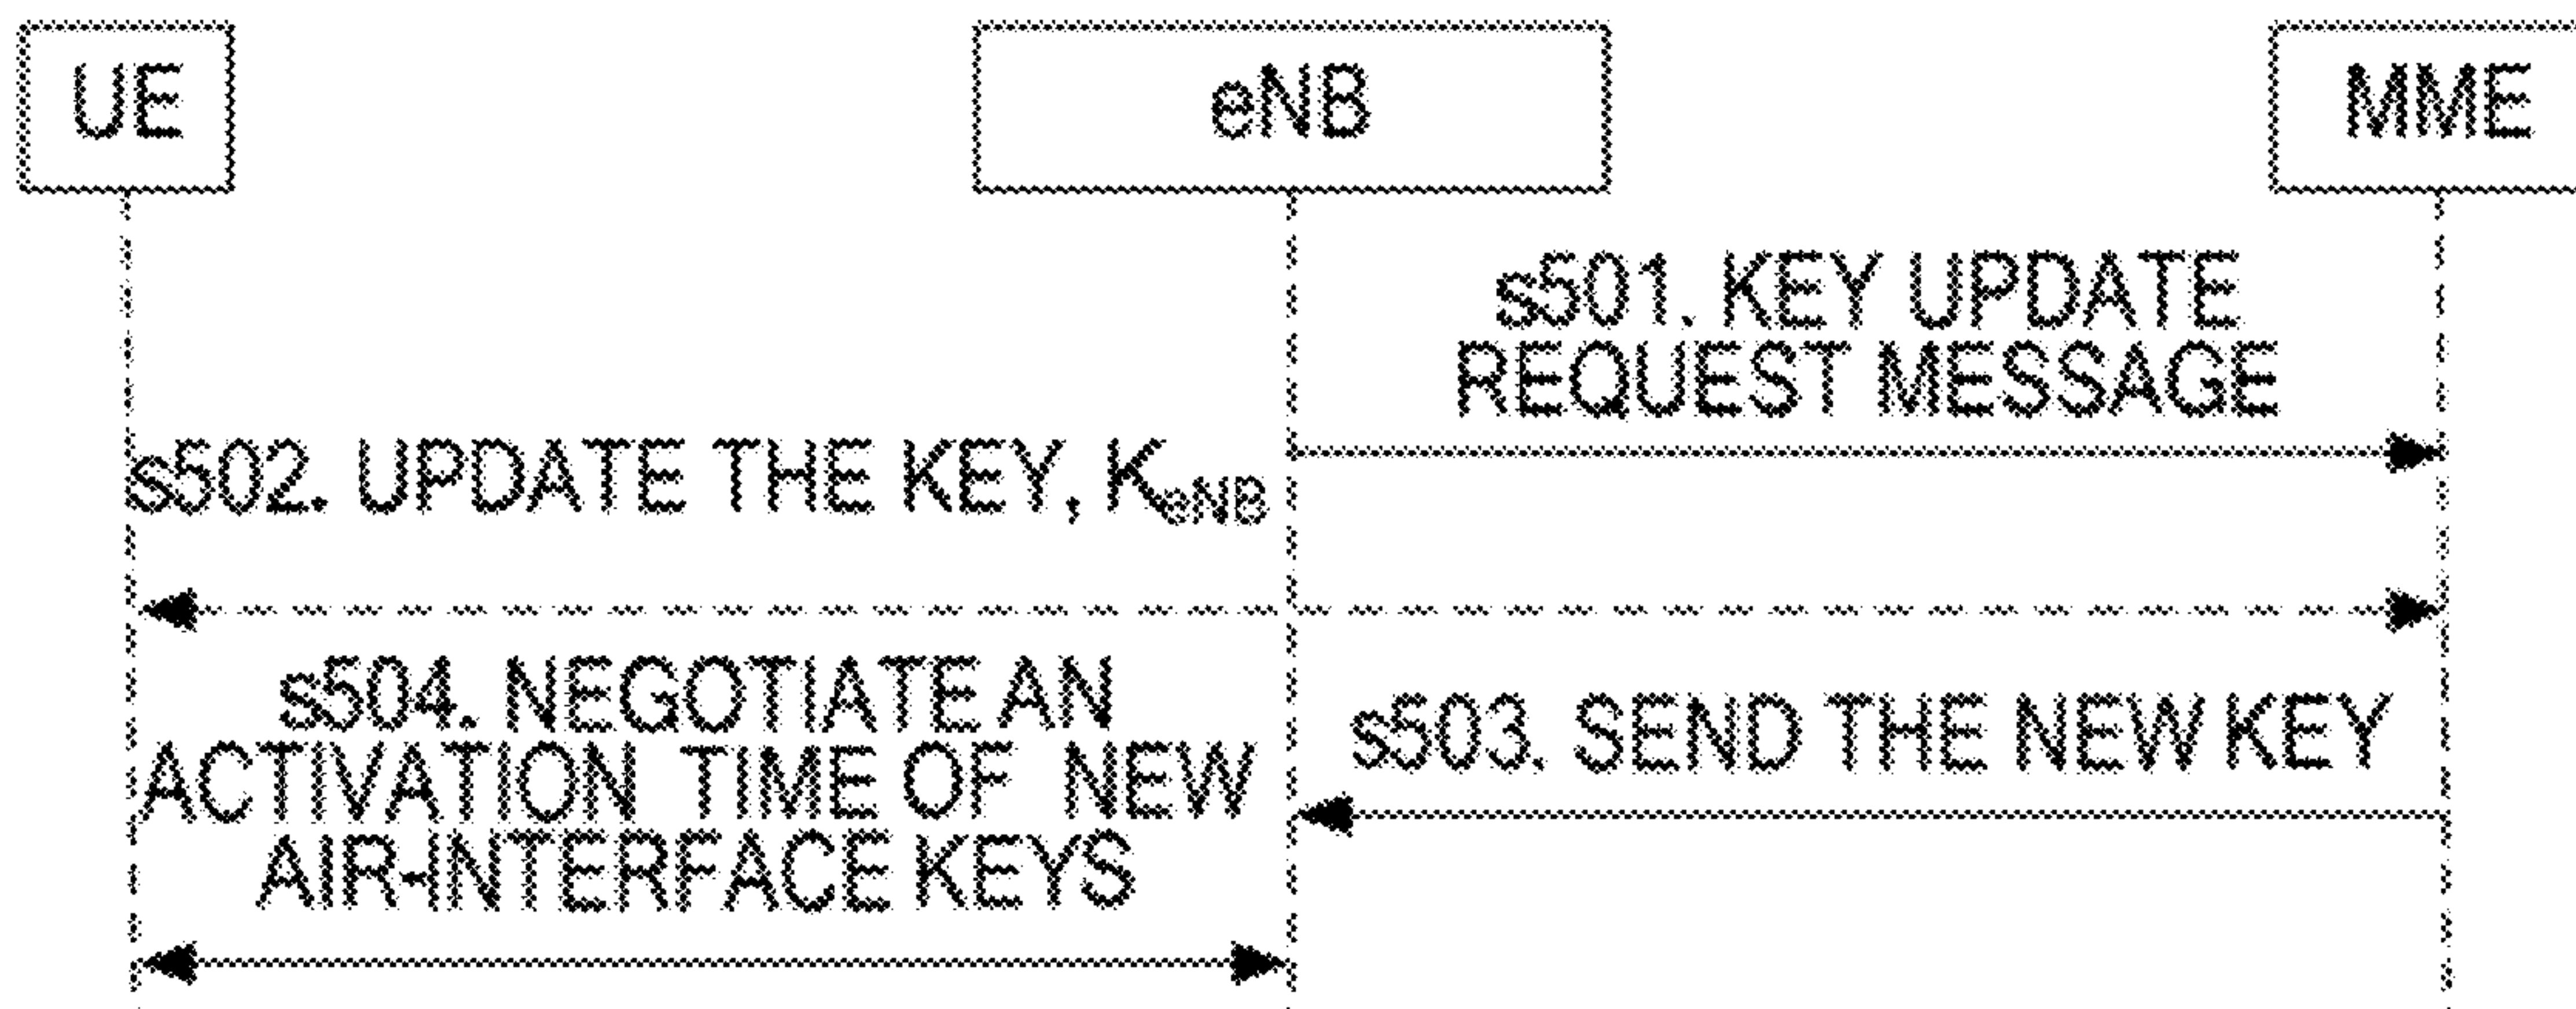 UE
eNB
MME
s501. KEY UPDATE
REQUEST MESSAGE
s502. UPDATE THE KEY, KeNB
s504. NEGOTIATE AN
ACTIVATION TIME OF NEW
AIR-INTERFACE KEYS
s503. SEND THE NEW KEY